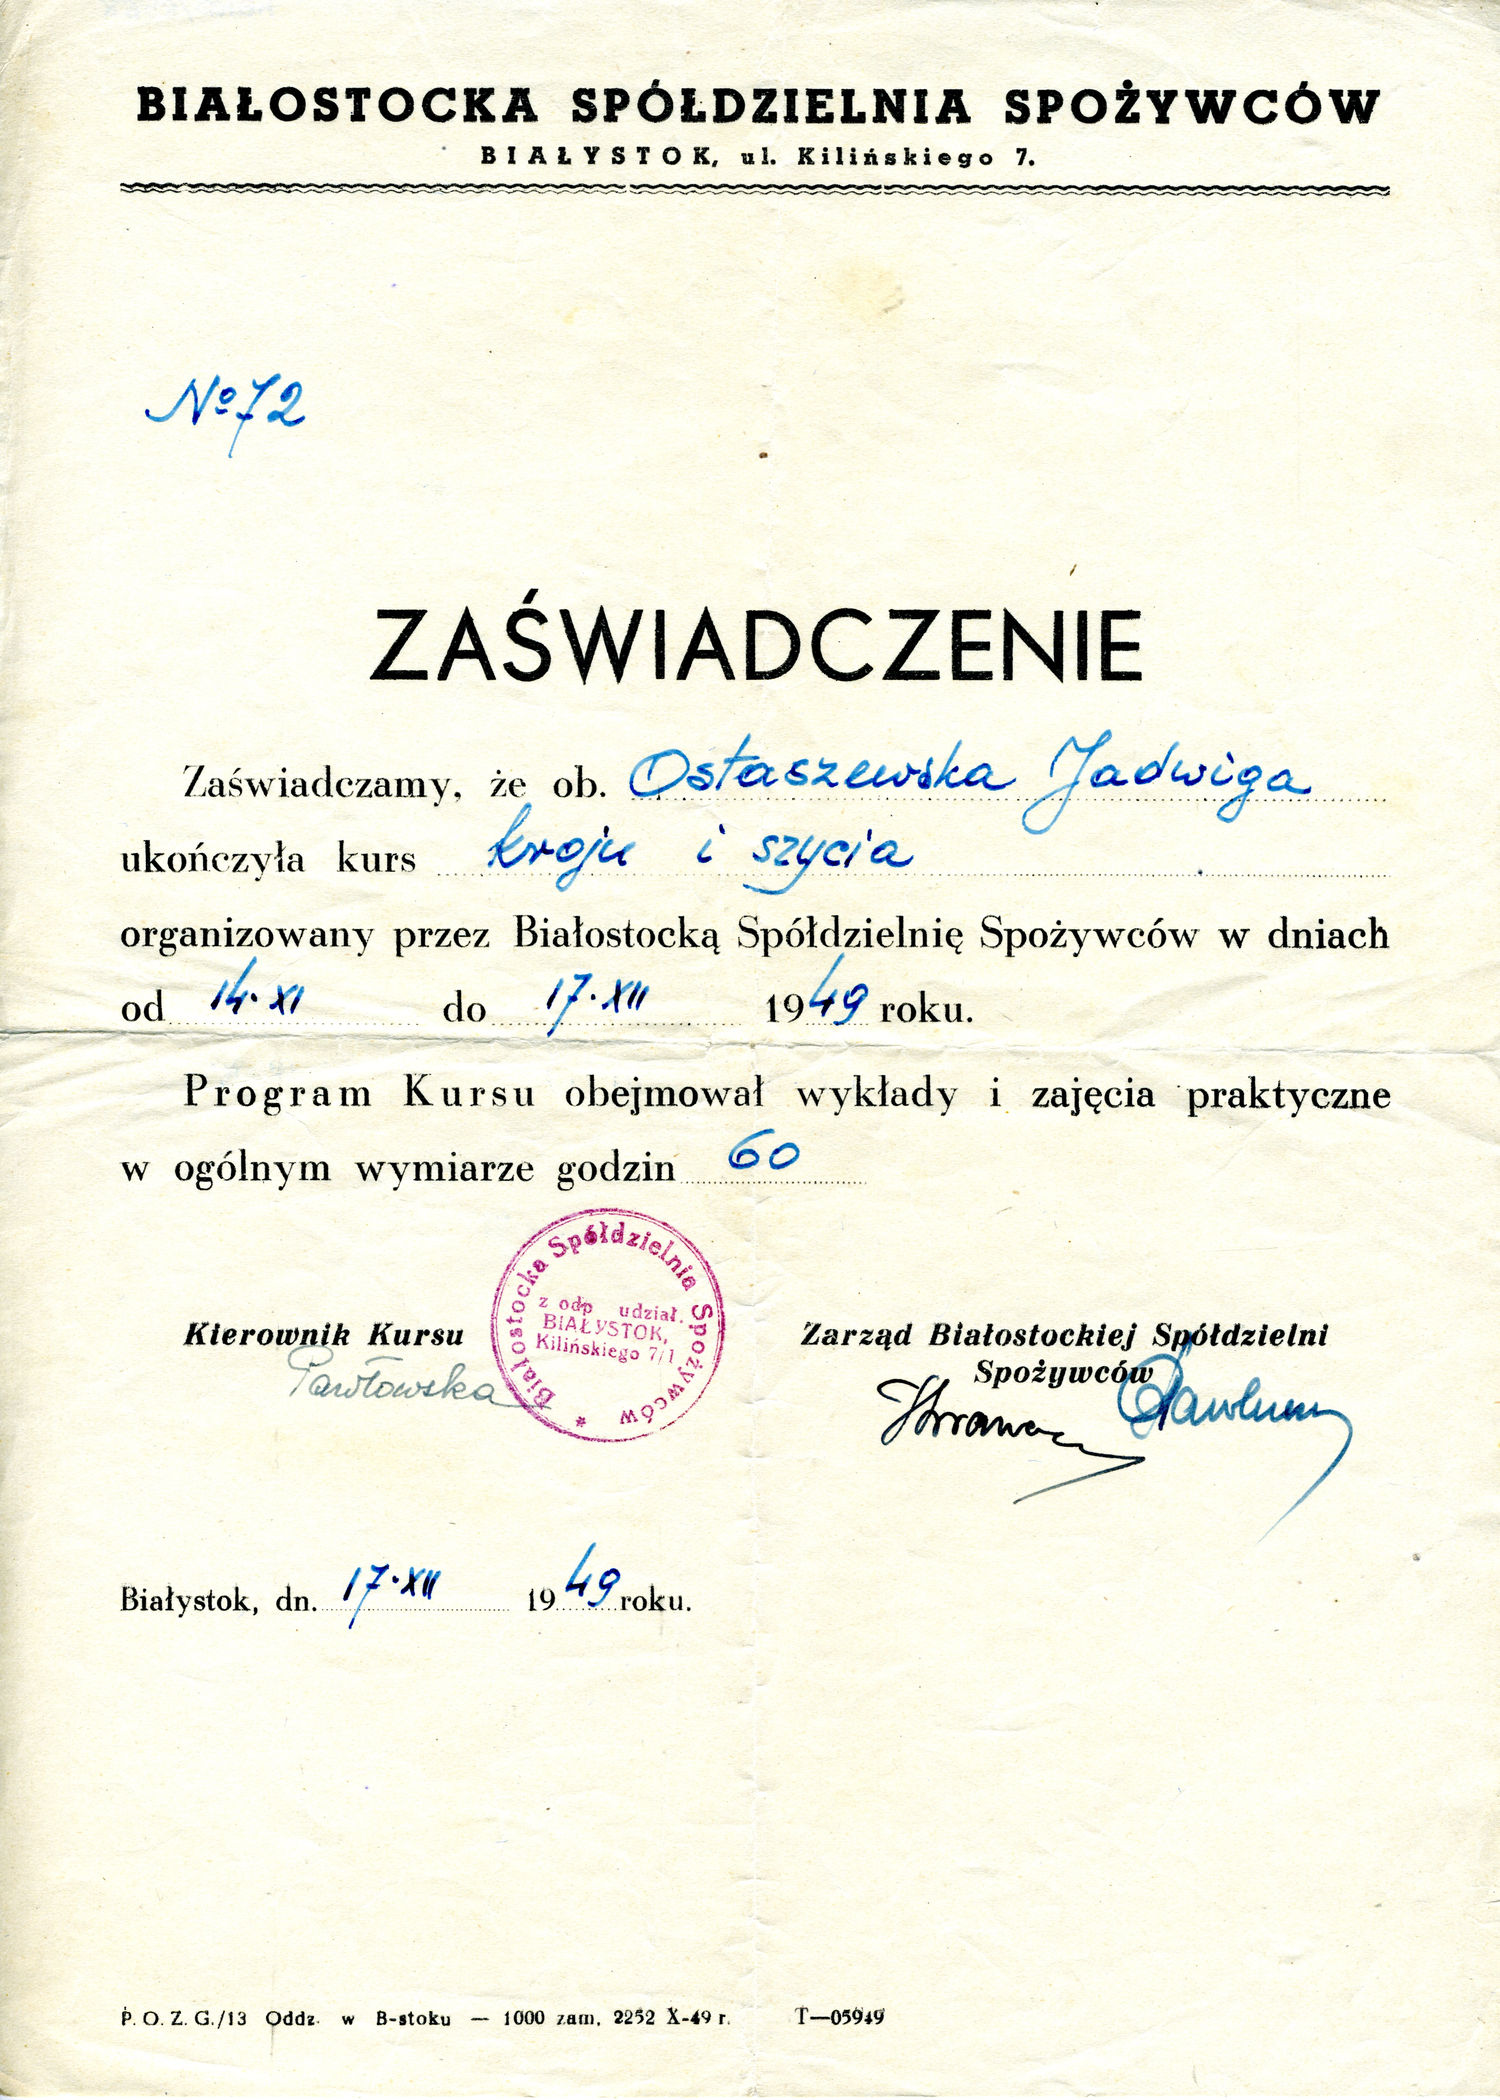 BIAŁOSTOCKA SPÓŁDZIELNIA SPOŻYWCÓW
BIAŁYSTOK, ul. Kilińskiego 7.
№ 72
ZAŚWIADCZENIE
Zaświadczamy, że ob. Ostaszewska Jadwiga
ukończyła kurs kroju i szycia
organizowany przez Białostocką Spółdzielnię Spożywców w dniach
od 14.XI do 17.XII 1949 roku.
Program Kursu obejmował wykłady i zajęcia praktyczne
w ogólnym wymiarze godzin 60
Białostocka Spółdzielnia Spożywców *
z odp udział.
BIAŁYSTOK,
Kilińskiego 7/1
Kierownik Kursu
Pawłowska
Zarząd Białostockiej Spółdzielni
Spożywców
Białystok, dn. 17.XII 1949 roku.
P. O. Z. G./13 Oddz. w B-stoku — 1000 zam. 2252 X-49 r. T—05949